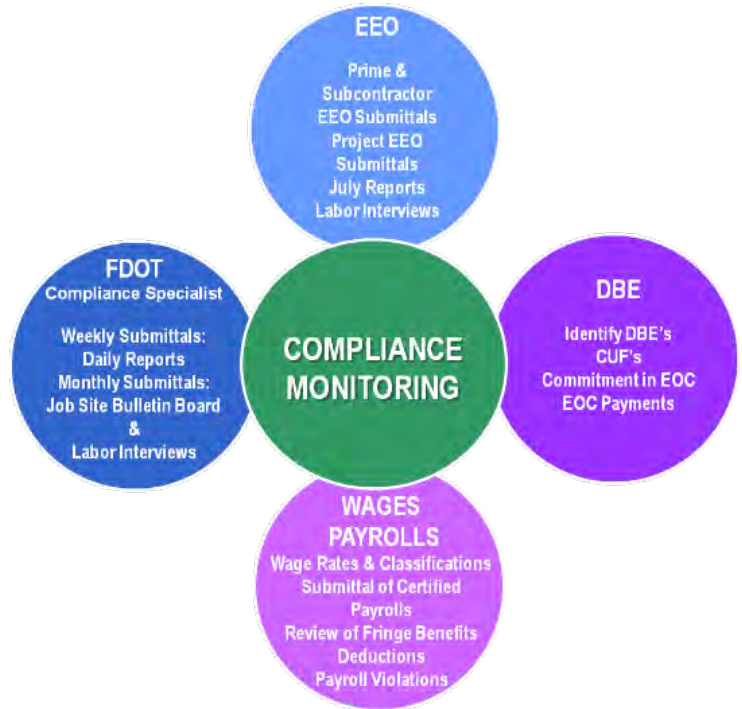 EEO
Prime &
Subcontractor
EEO Submittals
Project EEO
Submittals
July Reports
Labor Interviews
FDOT
Compliance Specialist
Weekly Submittals:
Daily Reports
Monthly Submittals:
Job Site Bulletin Board
&
Labor Interviews
COMPLIANCE
MONITORING
DBE
Identify DBE's
CUF's
Commitment in EOC
EOC Payments
WAGES
PAYROLLS
Wage Rates & Classifications
Submittal of Certified
Payrolls
Review of Fringe Benefits
Deductions
Payroll Violations